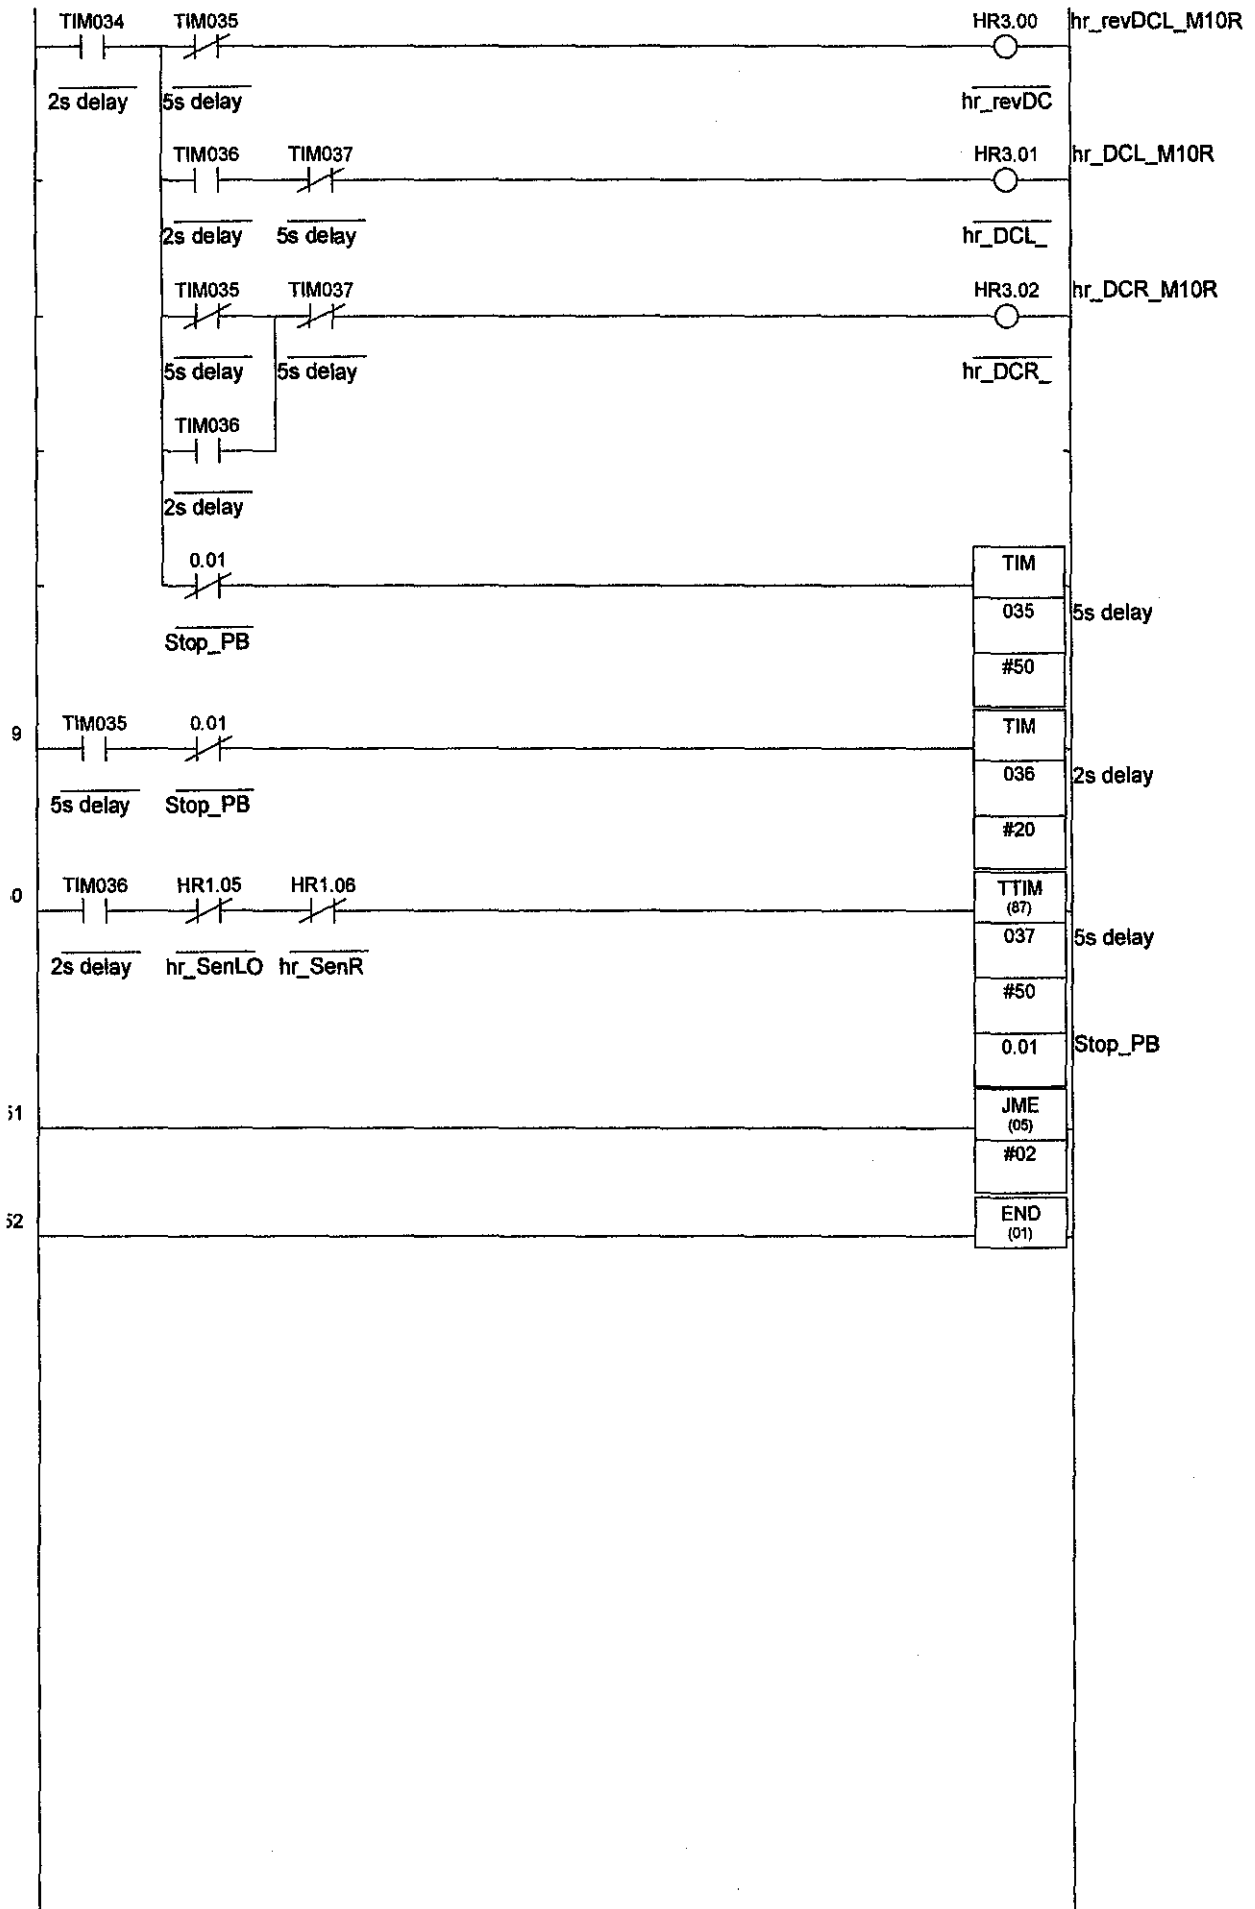 TIM034 TIM035 HR3.00 hr_revDCL_M10R
2s delay 5s delay hr_revDC
TIM036 TIM037 HR3.01 hr_DCL_M10R
2s delay 5s delay hr_DCL_
TIM035 TIM037 HR3.02 hr_DCR_M10R
5s delay 5s delay hr_DCR_
TIM036
2s delay
0.01 TIM
Stop_PB 035 5s delay
#50
9 TIM035 0.01 TIM
5s delay Stop_PB 036 2s delay
#20
0 TIM036 HR1.05 HR1.06 TTIM
(87)
2s delay hr_SenLO hr_SenR 037 5s delay
#50
0.01 Stop_PB
51 JME
(05)
#02
52 END
(01)